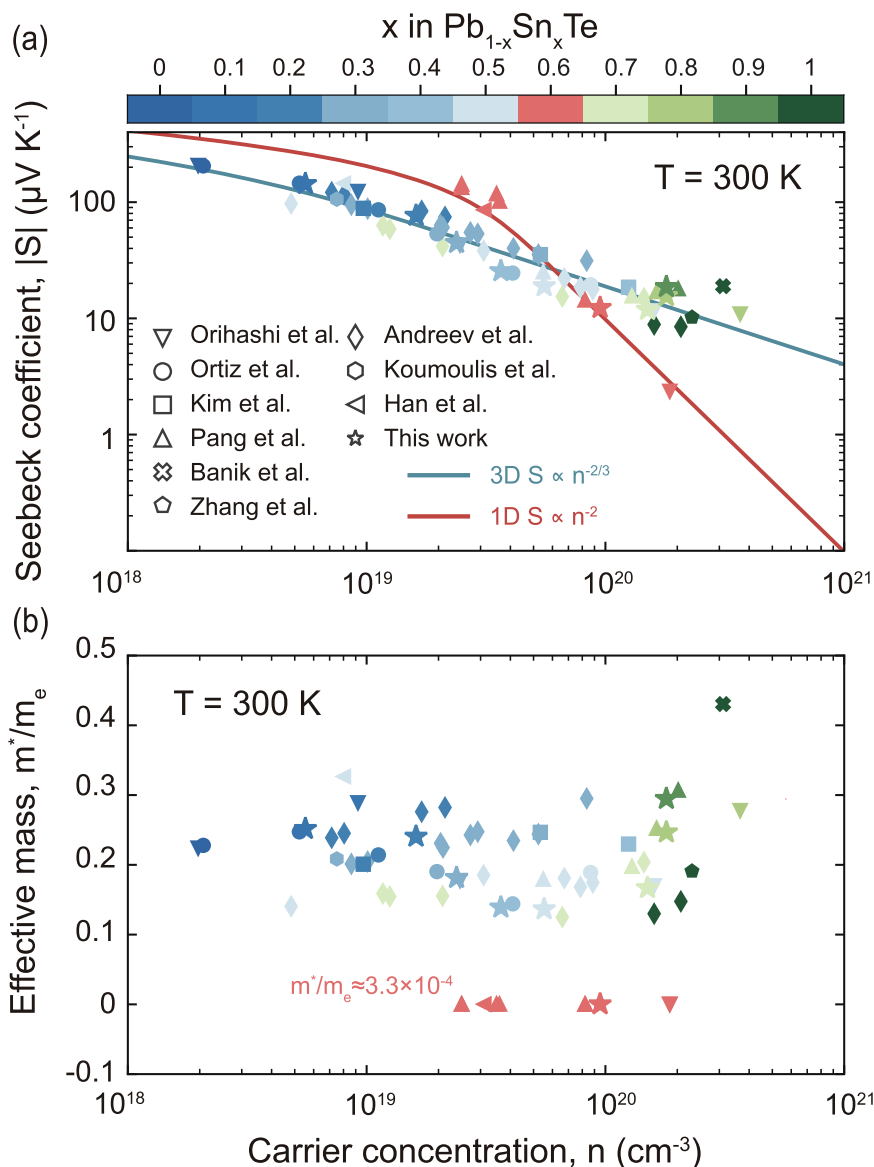 (a)
x in Pb1-xSnxTe
0 0.1 0.2 0.3 0.4 0.5 0.6 0.7 0.8 0.9 1
Seebeck coefficient, |S| (μV K-1)
T = 300 K
100
10
1
Orihashi et al.
Andreev et al.
Ortiz et al.
Koumoulis et al.
Kim et al.
Han et al.
Pang et al.
This work
Banik et al.
Zhang et al.
3D S ∝ n-2/3
1D S ∝ n-2
10^18 10^19 10^20 10^21
(b)
Effective mass, m*/me
T = 300 K
0.5
0.4
0.3
0.2
0.1
0
-0.1
m*/me≈3.3×10-4
10^18 10^19 10^20 10^21
Carrier concentration, n (cm-3)